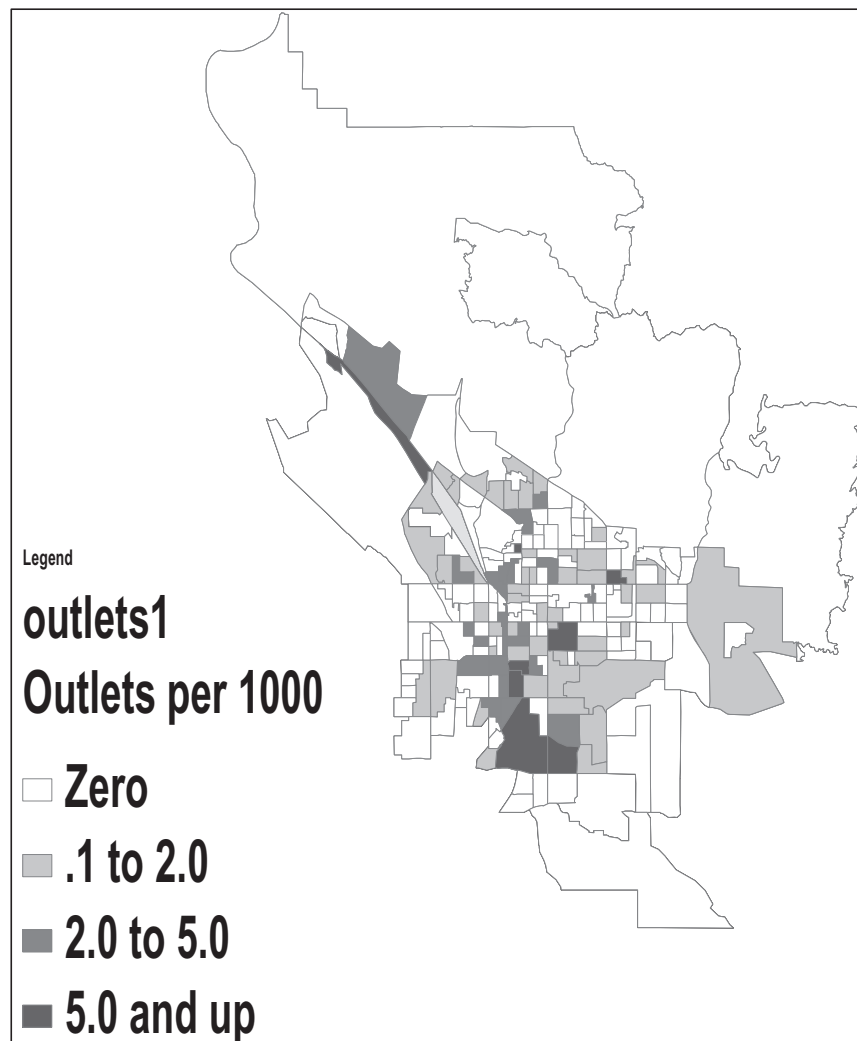 Legend
outlets1
Outlets per 1000
Zero
.1 to 2.0
2.0 to 5.0
5.0 and up